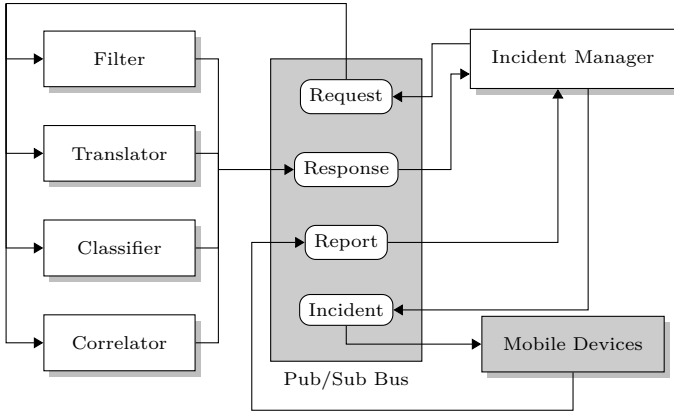 Filter
Translator
Classifier
Correlator
Request
Response
Report
Incident
Pub/Sub Bus
Incident Manager
Mobile Devices